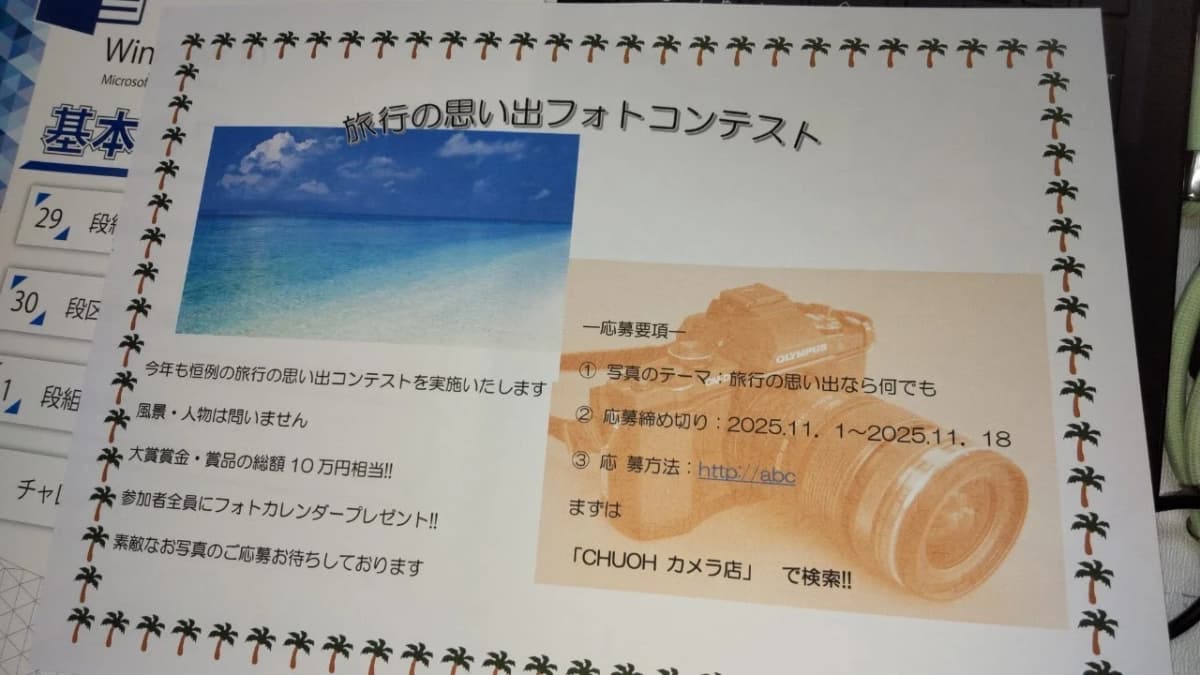 Win
Microsof
基本
29 段
30 段区
1 段組
チャレ
旅行の思い出フォトコンテスト
今年も恒例の旅行の思い出コンテストを実施いたします
風景・人物は問いません
大賞賞金・賞品の総額 10 万円相当!!
参加者全員にフォトカレンダープレゼント!!
素敵なお写真のご応募お待ちしております
OLYMPUS
―応募要項―
① 写真のテーマ：旅行の思い出なら何でも
② 応募締め切り：2025.11．1～2025.11．18
③ 応 募方法：http://abc
まずは
「CHUOH カメラ店」 で検索!!